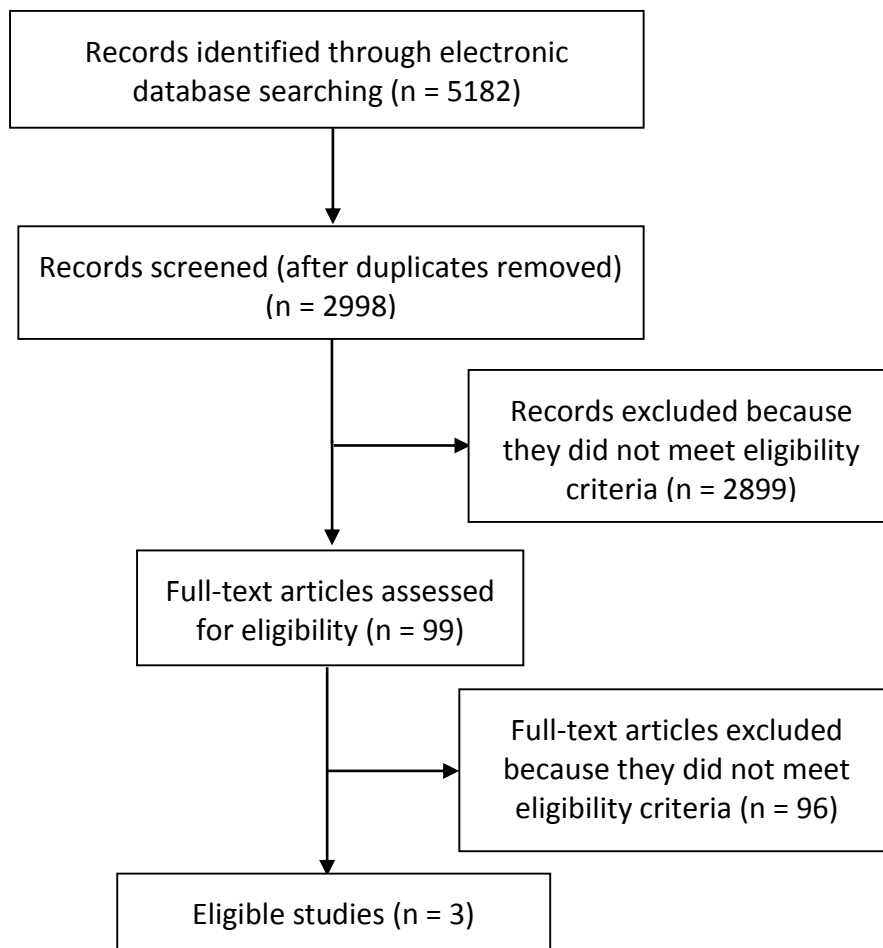 Records identified through electronic
database searching (n = 5182)
Records screened (after duplicates removed)
(n = 2998)
Records excluded because
they did not meet eligibility
criteria (n = 2899)
Full-text articles assessed
for eligibility (n = 99)
Full-text articles excluded
because they did not meet
eligibility criteria (n = 96)
Eligible studies (n = 3)